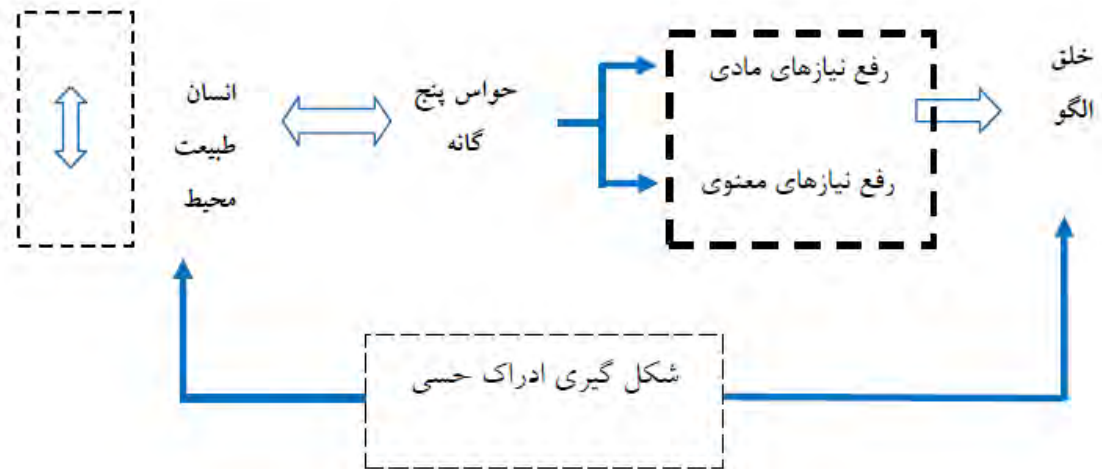 انسان
طبیعت
محیط
حواس پنج
گانه
رفع نیازهای مادی
رفع نیازهای معنوی
خلق
الگو
شکل گیری ادراک حسی